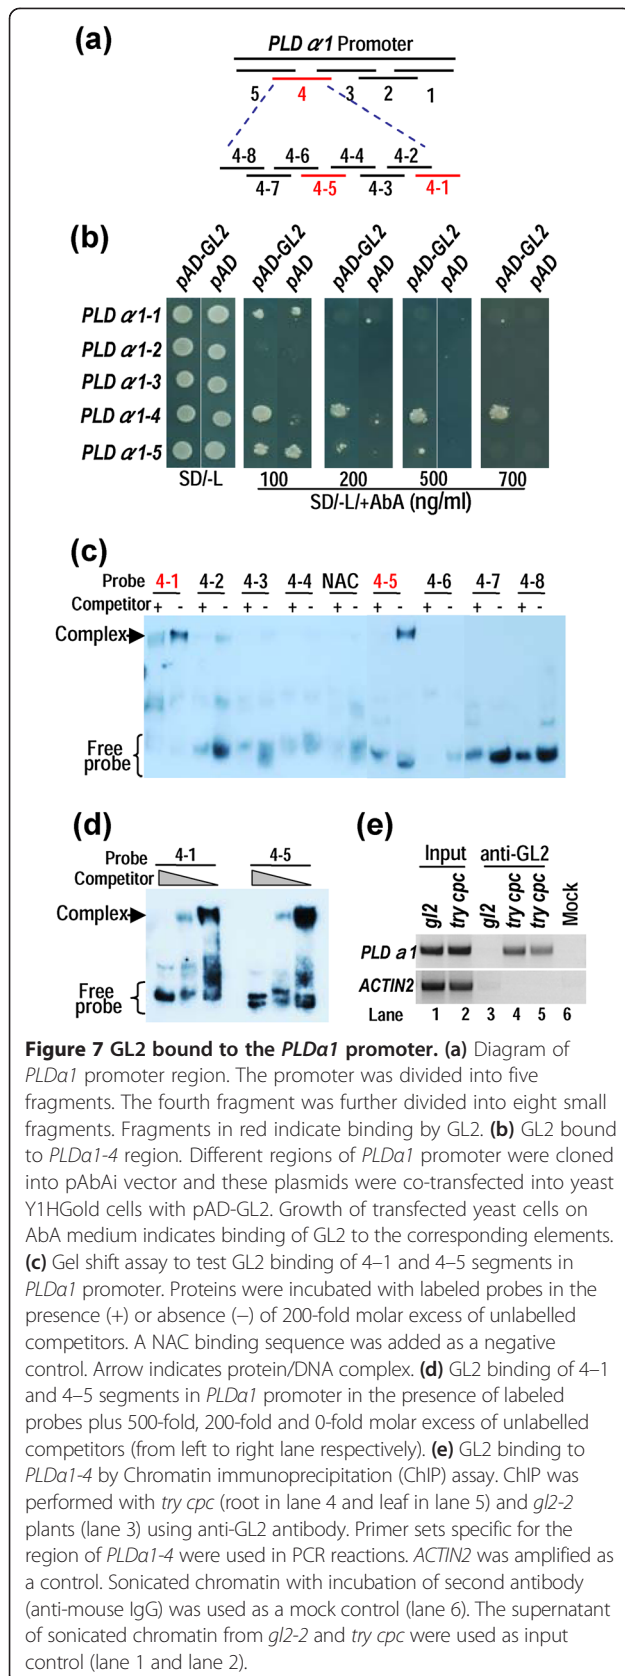 (a)
PLD α1 Promoter
5 4 3 2 1
4-8 4-6 4-4 4-2
4-7 4-5 4-3 4-1
(b)
pAD-GL2 pAD pAD-GL2 pAD pAD-GL2 pAD pAD-GL2 pAD pAD-GL2 pAD
PLD α1-1
PLD α1-2
PLD α1-3
PLD α1-4
PLD α1-5
SD/-L 100 200 500 700
SD/-L/+AbA (ng/ml)
(c)
Probe 4-1 4-2 4-3 4-4 NAC 4-5 4-6 4-7 4-8
Competitor + - + - + - + - + - + - + - + - + -
Complex
Free
probe
(d)
Probe 4-1 4-5
Competitor
Complex
Free
probe
(e)
Input anti-GL2
gl2 try cpc gl2 try cpc try cpc Mock
PLD a1
ACTIN2
Lane 1 2 3 4 5 6
Figure 7 GL2 bound to the PLDα1 promoter. (a) Diagram of
PLDα1 promoter region. The promoter was divided into five
fragments. The fourth fragment was further divided into eight small
fragments. Fragments in red indicate binding by GL2. (b) GL2 bound
to PLDα1-4 region. Different regions of PLDα1 promoter were cloned
into pAbAi vector and these plasmids were co-transfected into yeast
Y1HGold cells with pAD-GL2. Growth of transfected yeast cells on
AbA medium indicates binding of GL2 to the corresponding elements.
(c) Gel shift assay to test GL2 binding of 4–1 and 4–5 segments in
PLDα1 promoter. Proteins were incubated with labeled probes in the
presence (+) or absence (−) of 200-fold molar excess of unlabelled
competitors. A NAC binding sequence was added as a negative
control. Arrow indicates protein/DNA complex. (d) GL2 binding of 4–1
and 4–5 segments in PLDα1 promoter in the presence of labeled
probes plus 500-fold, 200-fold and 0-fold molar excess of unlabelled
competitors (from left to right lane respectively). (e) GL2 binding to
PLDα1-4 by Chromatin immunoprecipitation (ChIP) assay. ChIP was
performed with try cpc (root in lane 4 and leaf in lane 5) and gl2-2
plants (lane 3) using anti-GL2 antibody. Primer sets specific for the
region of PLDα1-4 were used in PCR reactions. ACTIN2 was amplified as
a control. Sonicated chromatin with incubation of second antibody
(anti-mouse IgG) was used as a mock control (lane 6). The supernatant
of sonicated chromatin from gl2-2 and try cpc were used as input
control (lane 1 and lane 2).